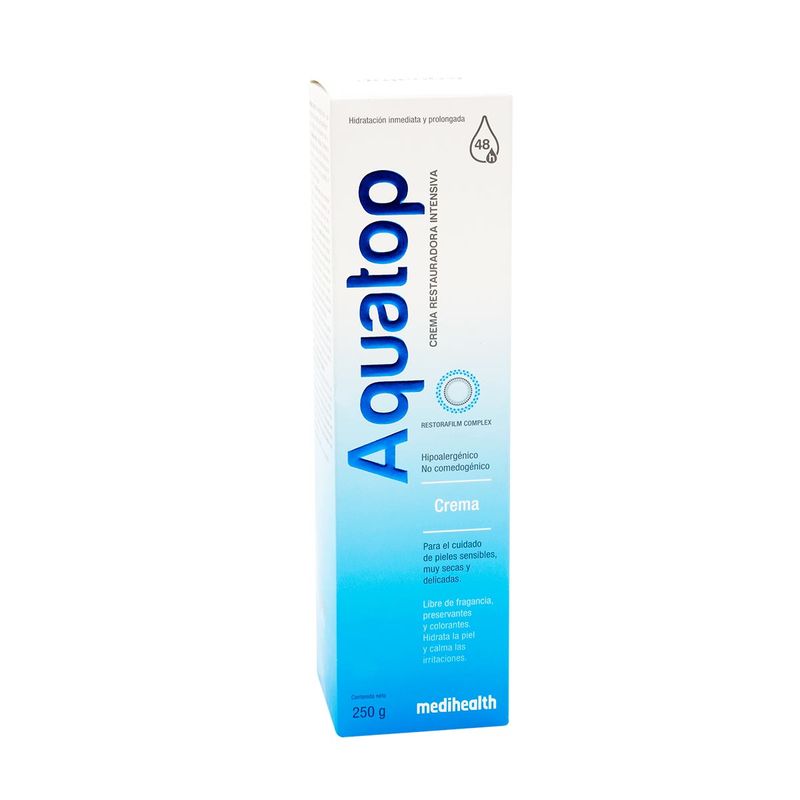 Hidratación inmediata y prolongada
48
h
Aquatop
CREMA RESTAURADORA INTENSIVA
RESTORAFILM COMPLEX
Hipoalergénico
No comedogénico
Crema
Para el cuidado
de pieles sensibles,
muy secas y
delicadas.
Libre de fragancia,
preservantes
y colorantes.
Hidrata la piel
y calma las
irritaciones.
Contenido neto
250 g
medihealth